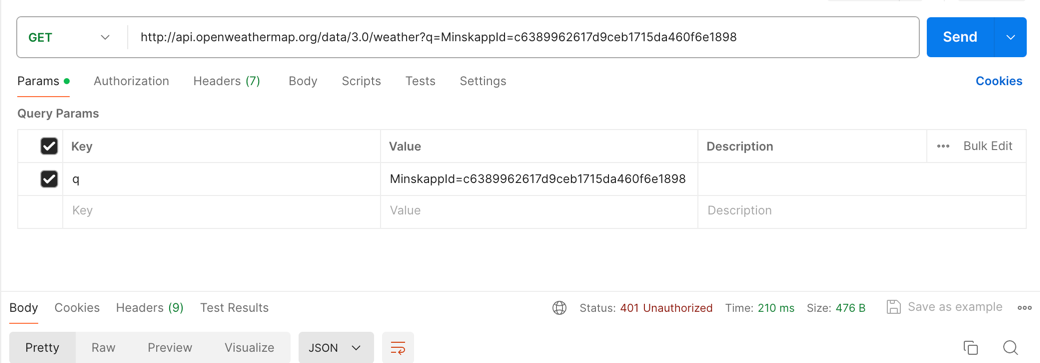 GET http://api.openweathermap.org/data/3.0/weather?q=MinskappId=c6389962617d9ceb1715da460f6e1898 Send
Params Authorization Headers (7) Body Scripts Tests Settings Cookies
Query Params
Key Value Description Bulk Edit
q MinskappId=c6389962617d9ceb1715da460f6e1898
Key Value Description
Body Cookies Headers (9) Test Results Status: 401 Unauthorized Time: 210 ms Size: 476 B Save as example
Pretty Raw Preview Visualize JSON